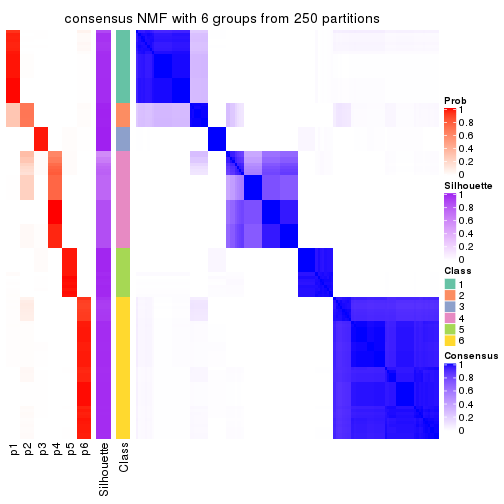 consensus NMF with 6 groups from 250 partitions
Prob
1
0.8
0.6
0.4
0.2
0
Silhouette
1
0.8
0.6
0.4
0.2
0
Class
1
2
3
4
5
6
Consensus
1
0.8
0.6
0.4
0.2
0
p1
p2
p3
p4
p5
p6
Silhouette
Class